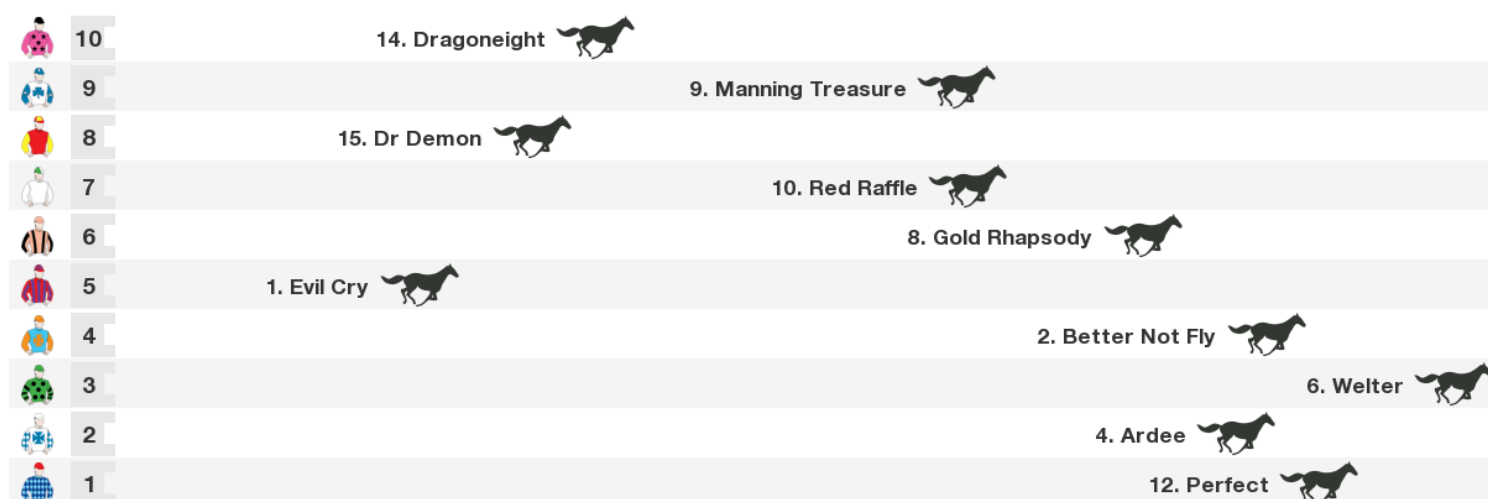 10 14. Dragoneight
9 9. Manning Treasure
8 15. Dr Demon
7 10. Red Raffle
6 8. Gold Rhapsody
5 1. Evil Cry
4 2. Better Not Fly
3 6. Welter
2 4. Ardee
1 12. Perfect